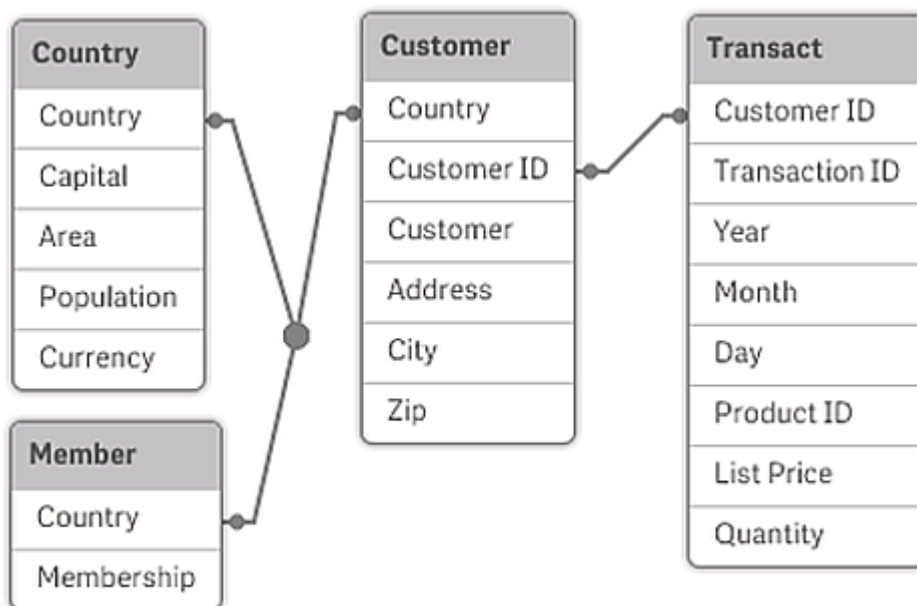 Country
Country
Capital
Area
Population
Currency
Member
Country
Membership
Customer
Country
Customer ID
Customer
Address
City
Zip
Transact
Customer ID
Transaction ID
Year
Month
Day
Product ID
List Price
Quantity